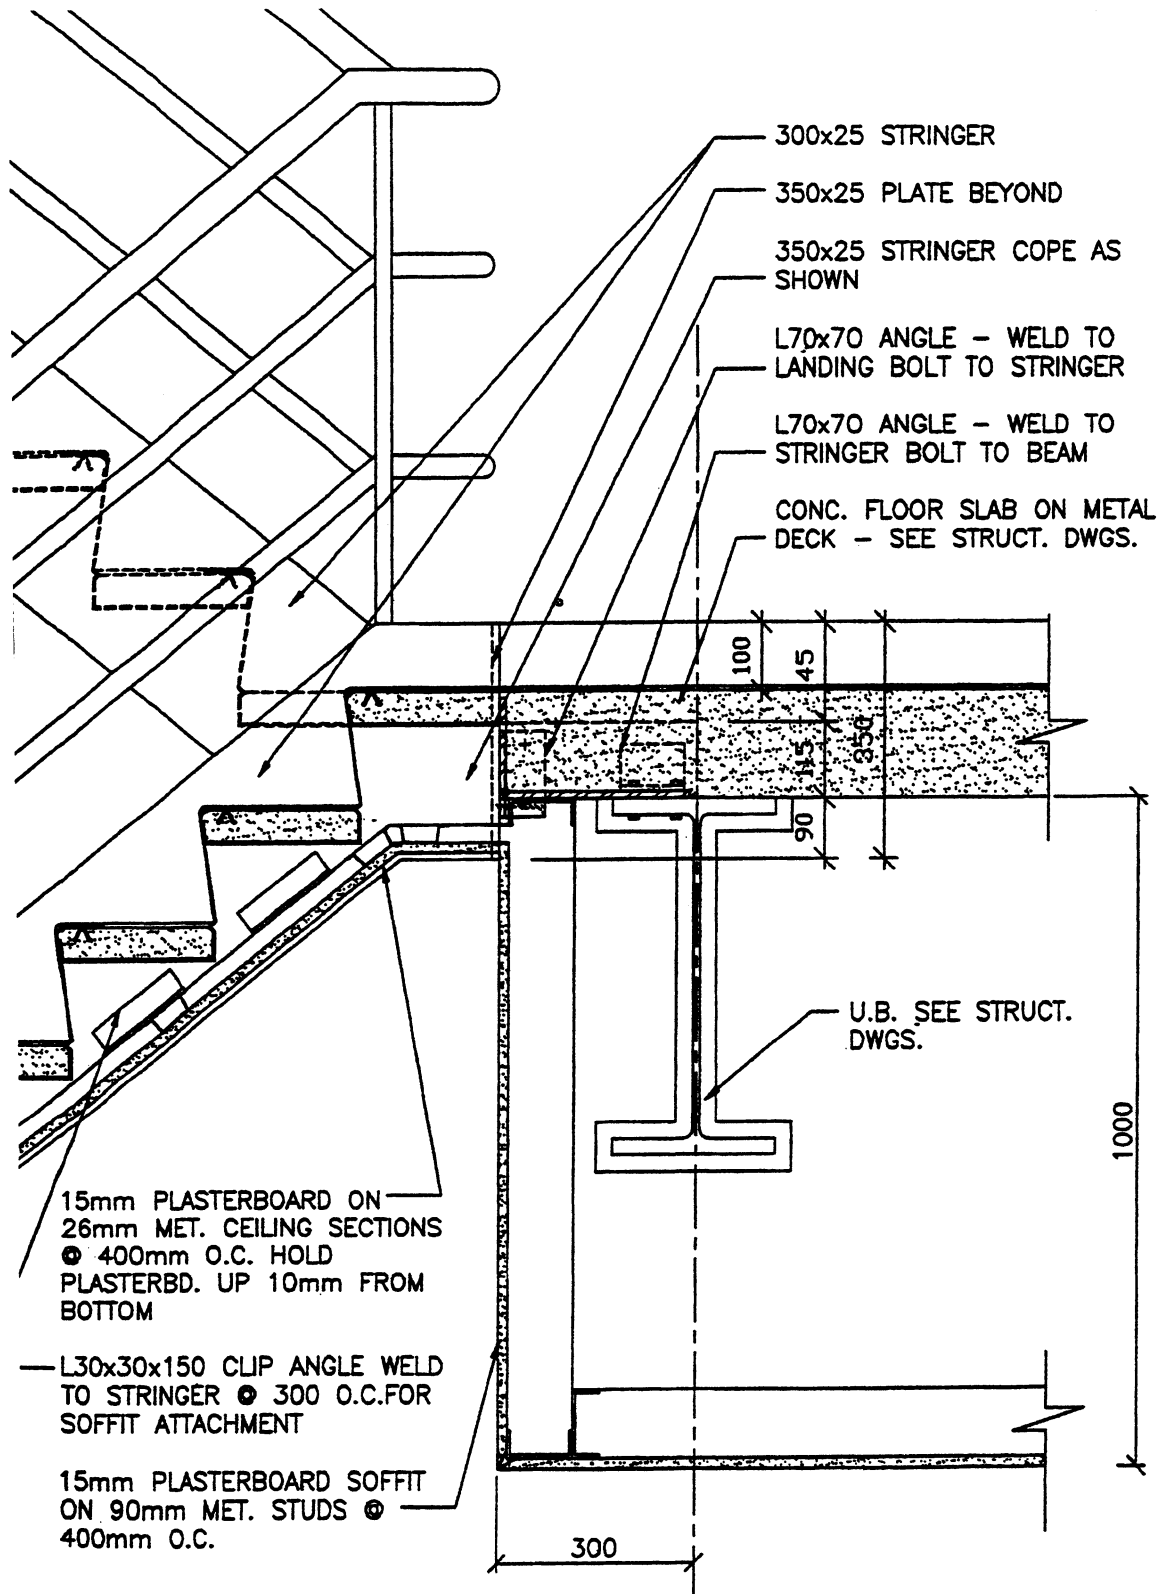 300x25 STRINGER
350x25 PLATE BEYOND
350x25 STRINGER COPE AS
SHOWN
L70x70 ANGLE – WELD TO
LANDING BOLT TO STRINGER
L70x70 ANGLE – WELD TO
STRINGER BOLT TO BEAM
CONC. FLOOR SLAB ON METAL
DECK – SEE STRUCT. DWGS.
100
45
115
350
90
U.B. SEE STRUCT.
DWGS.
1000
15mm PLASTERBOARD ON
26mm MET. CEILING SECTIONS
@ 400mm O.C. HOLD
PLASTERBD. UP 10mm FROM
BOTTOM
L30x30x150 CLIP ANGLE WELD
TO STRINGER @ 300 O.C.FOR
SOFFIT ATTACHMENT
15mm PLASTERBOARD SOFFIT
ON 90mm MET. STUDS @
400mm O.C.
300